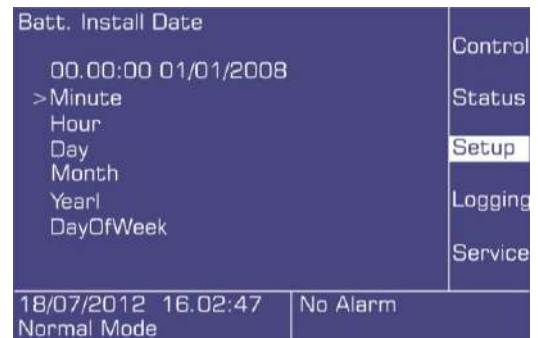 Batt. Install Date
00.00:00 01/01/2008
>Minute
Hour
Day
Month
Yearl
DayOfWeek
Control
Status
Setup
Logging
Service
18/07/2012 16.02:47
Normal Mode
No Alarm